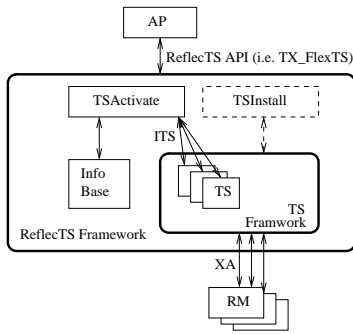 AP
ReflecTS API (i.e. TX_FlexTS)
TSActivate
TSInstall
ITS
Info
Base
TS
TS
Framwork
ReflecTS Framework
XA
RM